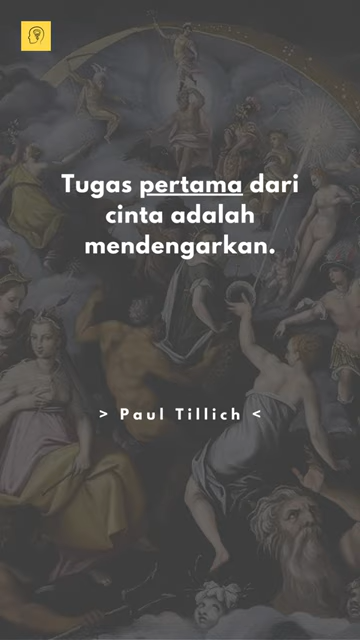 Tugas pertama dari
cinta adalah
mendengarkan.
> Paul Tillich <